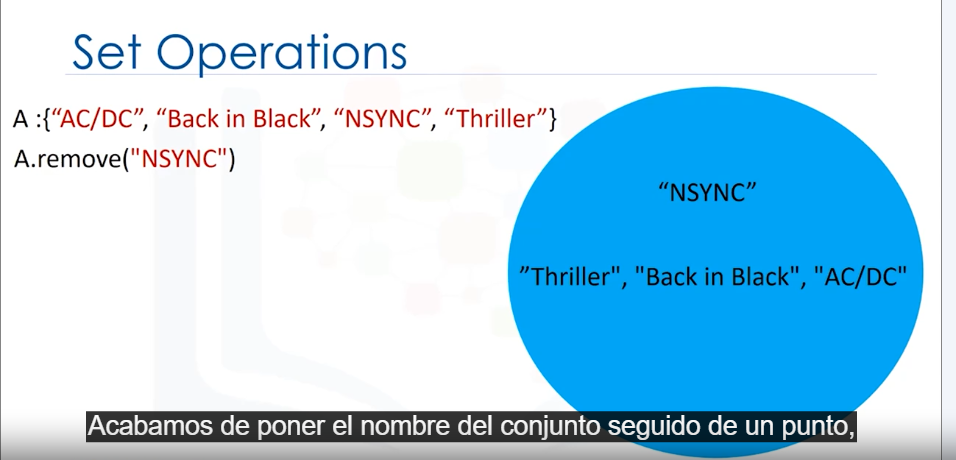 Set Operations
A :{“AC/DC”, “Back in Black”, “NSYNC”, “Thriller”}
A.remove("NSYNC")
“NSYNC”
”Thriller", "Back in Black", "AC/DC"
Acabamos de poner el nombre del conjunto seguido de un punto,